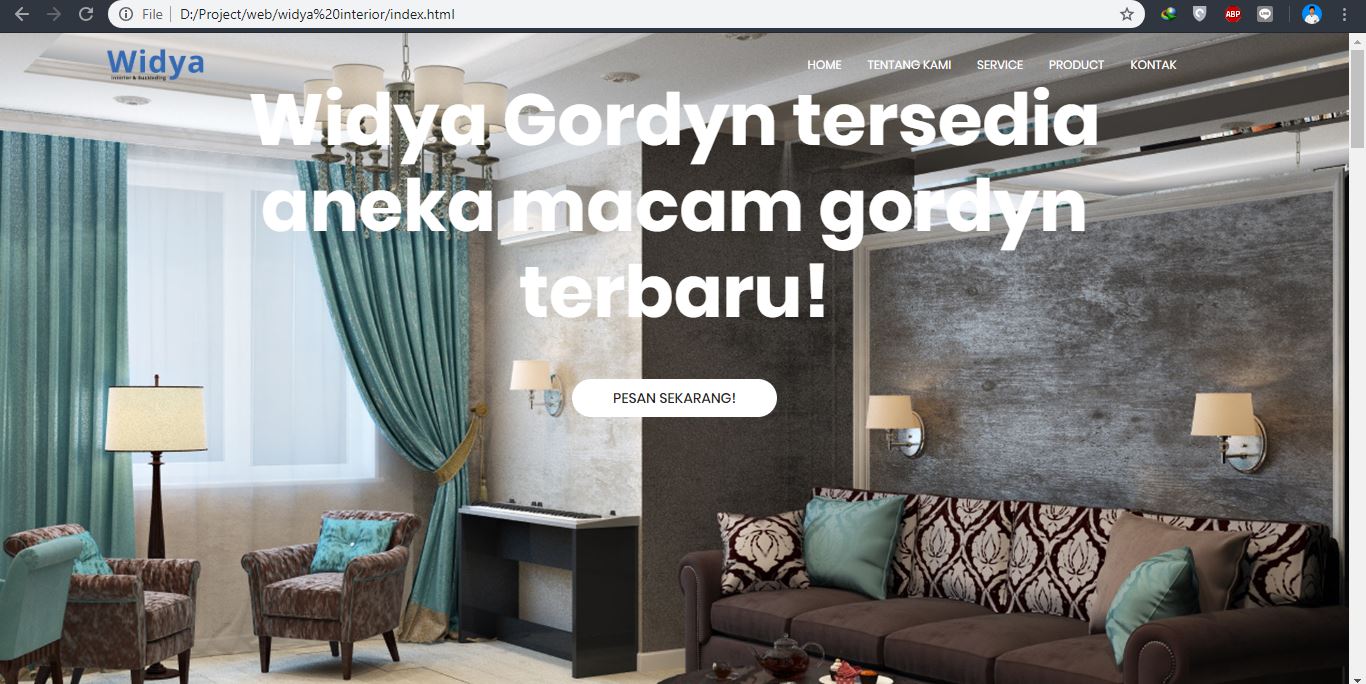 File
D:/Project/web/widya%20interior/index.html
ABP
Widya
Interior & Buckleding
HOME TENTANG KAMI SERVICE PRODUCT KONTAK
Widya Gordyn tersedia
aneka macam gordyn
terbaru!
PESAN SEKARANG!